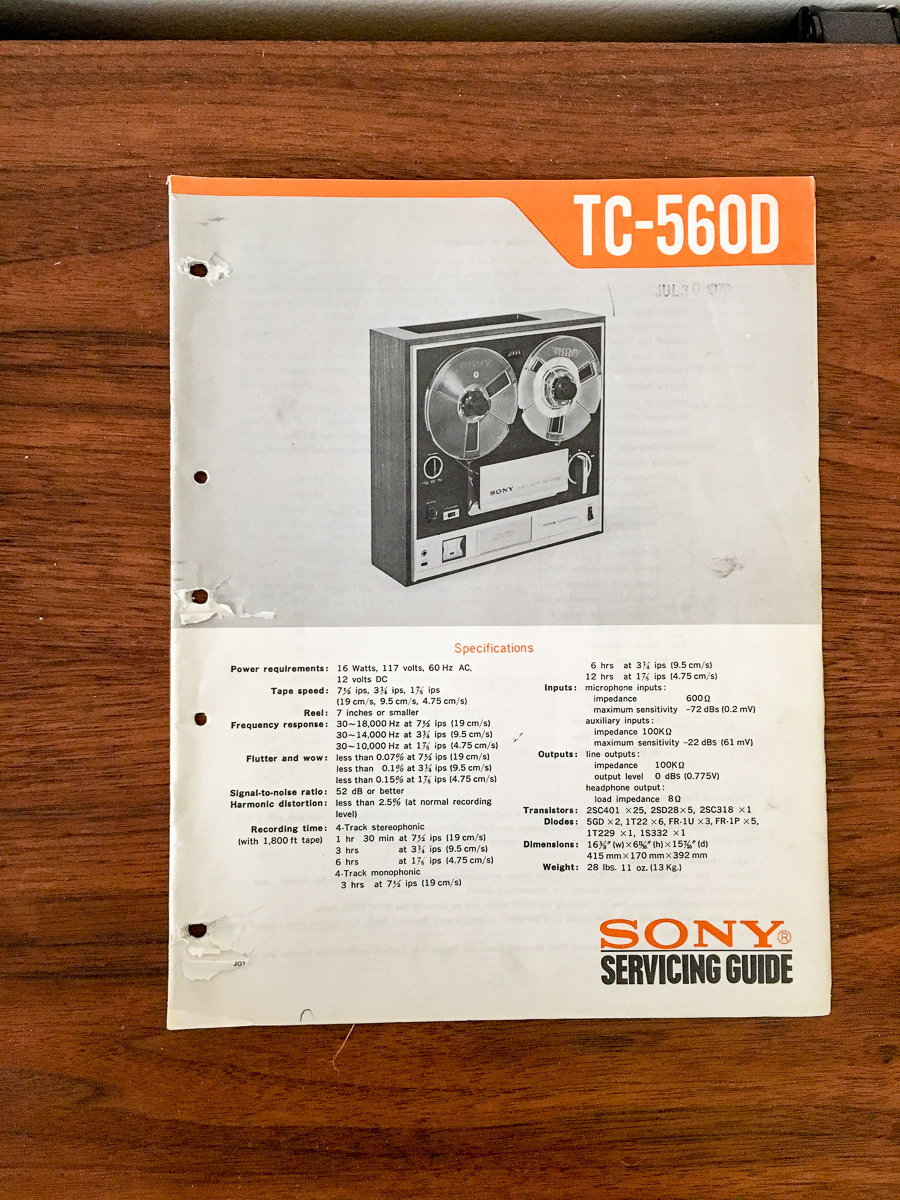 TC-560D
JUL 30 1970
SONY
SONY
Specifications
Power requirements: 16 Watts, 117 volts, 60 Hz AC,
12 volts DC
Tape speed: 7½ ips, 3¾ ips, 1⅞ ips
(19 cm/s, 9.5 cm/s, 4.75 cm/s)
Reel: 7 inches or smaller
Frequency response: 30~18,000 Hz at 7½ ips (19 cm/s)
30~14,000 Hz at 3¾ ips (9.5 cm/s)
30~10,000 Hz at 1⅞ ips (4.75 cm/s)
Flutter and wow: less than 0.07% at 7½ ips (19 cm/s)
less than 0.1% at 3¾ ips (9.5 cm/s)
less than 0.15% at 1⅞ ips (4.75 cm/s)
Signal-to-noise ratio: 52 dB or better
Harmonic distortion: less than 2.5% (at normal recording
level)
Recording time: 4-Track stereophonic
(with 1,800 ft tape) 1 hr 30 min at 7½ ips (19 cm/s)
3 hrs at 3¾ ips (9.5 cm/s)
6 hrs at 1⅞ ips (4.75 cm/s)
4-Track monophonic
3 hrs at 7½ ips (19 cm/s)
6 hrs at 3¾ ips (9.5 cm/s)
12 hrs at 1⅞ ips (4.75 cm/s)
Inputs: microphone inputs:
impedance 600Ω
maximum sensitivity -72 dBs (0.2 mV)
auxiliary inputs:
impedance 100KΩ
maximum sensitivity -22 dBs (61 mV)
Outputs: line outputs:
impedance 100KΩ
output level 0 dBs (0.775V)
headphone output:
load impedance 8Ω
Transistors: 2SC401 ×25, 2SD28×5, 2SC318 ×1
Diodes: 5GD ×2, 1T22 ×6, FR-1U ×3, FR-1P ×5,
1T229 ×1, 1S332 ×1
Dimensions: (w)× (h)× (d)
415 mm×170 mm×392 mm
Weight: 28 lbs. 11 oz. (13 Kg.)
SONY®
SERVICING GUIDE